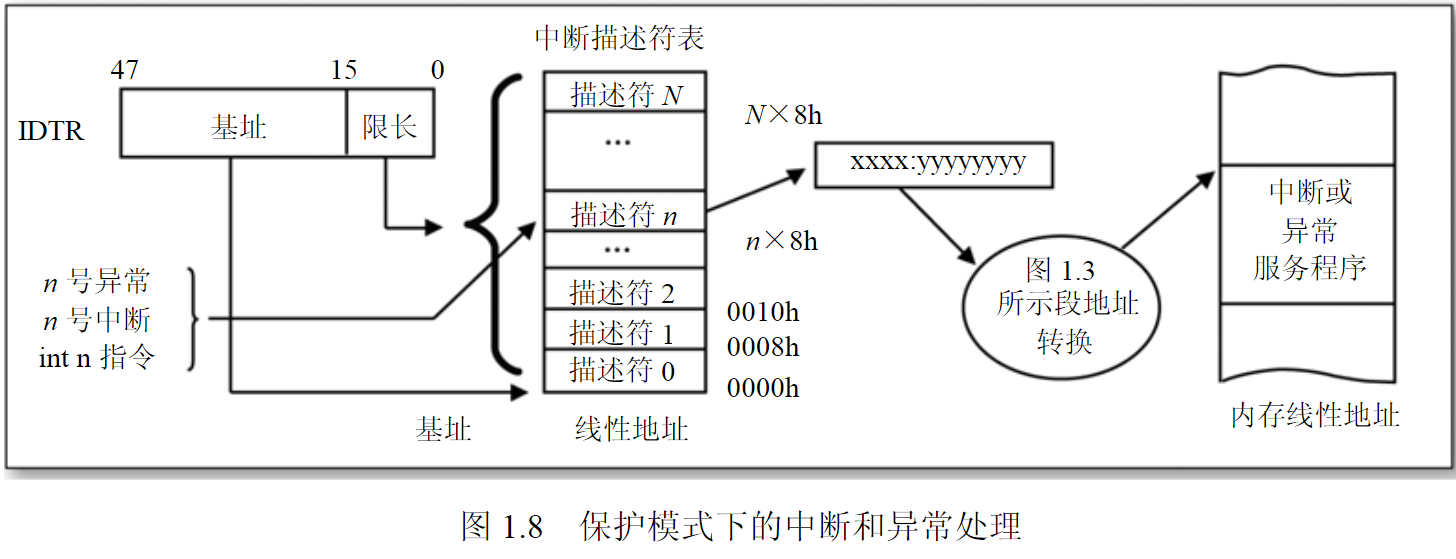 中断描述符表
47 15 0
IDTR 基址 限长
描述符 N
N×8h
...
xxxx:yyyyyyyy
描述符 n
n×8h
...
n 号异常
n 号中断
int n 指令
描述符 2
0010h
描述符 1
0008h
描述符 0
0000h
图 1.3
所示段地址
转换
中断或
异常
服务程序
基址
线性地址
内存线性地址
图 1.8 保护模式下的中断和异常处理